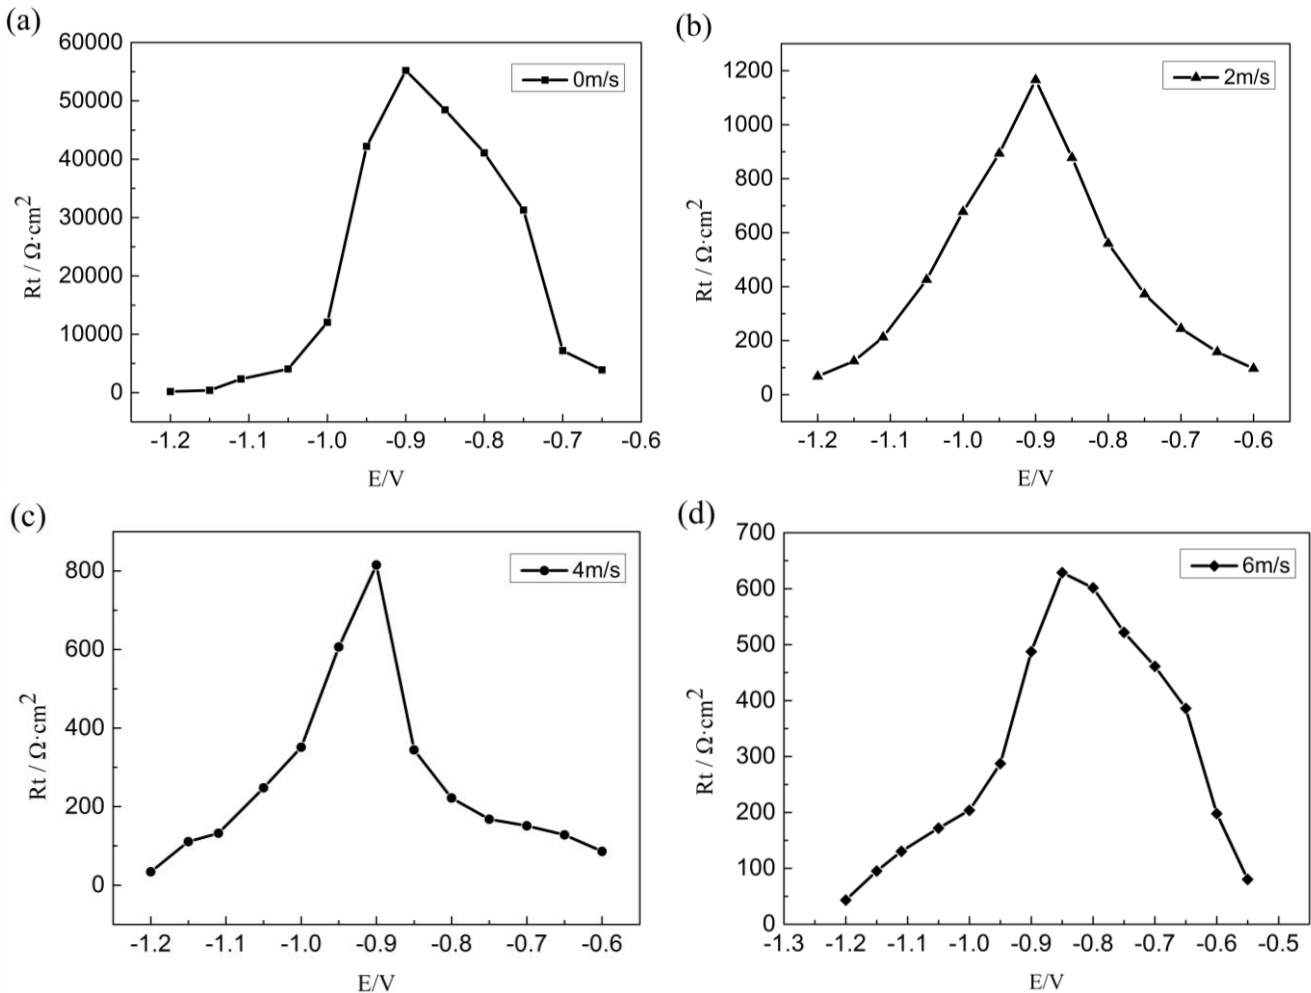 (a)
60000
50000
40000
30000
20000
10000
0
Rt / Ω·cm²
0m/s
-1.2 -1.1 -1.0 -0.9 -0.8 -0.7 -0.6
E/V
(b)
1200
1000
800
600
400
200
0
Rt / Ω·cm²
2m/s
-1.2 -1.1 -1.0 -0.9 -0.8 -0.7 -0.6
E/V
(c)
800
600
400
200
0
Rt / Ω·cm²
4m/s
-1.2 -1.1 -1.0 -0.9 -0.8 -0.7 -0.6
E/V
(d)
700
600
500
400
300
200
100
0
Rt / Ω·cm²
6m/s
-1.3 -1.2 -1.1 -1.0 -0.9 -0.8 -0.7 -0.6 -0.5
E/V